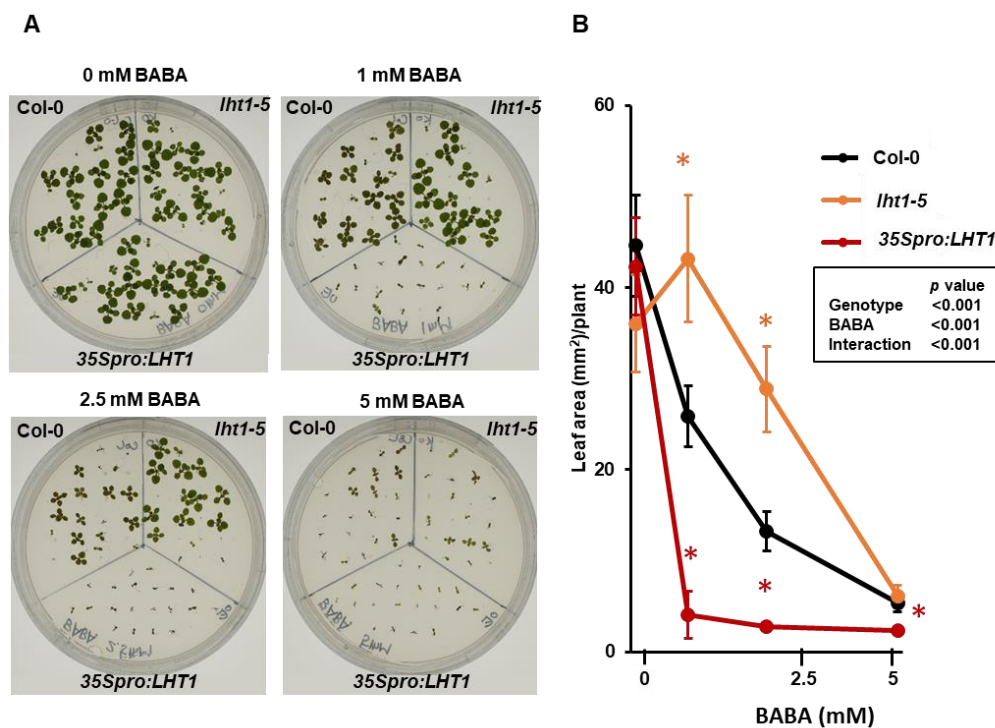 A
B
0 mM BABA
1 mM BABA
Col-0
lht1-5
Col-0
lht1-5
35Spro:LHT1
35Spro:LHT1
2.5 mM BABA
5 mM BABA
Col-0
lht1-5
Col-0
lht1-5
BABA
BABA
BABA
35Spro:LHT1
35Spro:LHT1
60
40
20
0
Leaf area (mm²)/plant
* Col-0
* lht1-5
35Spro:LHT1
p value
Genotype <0.001
BABA <0.001
Interaction <0.001
*
*
*
0
2.5
5
BABA (mM)